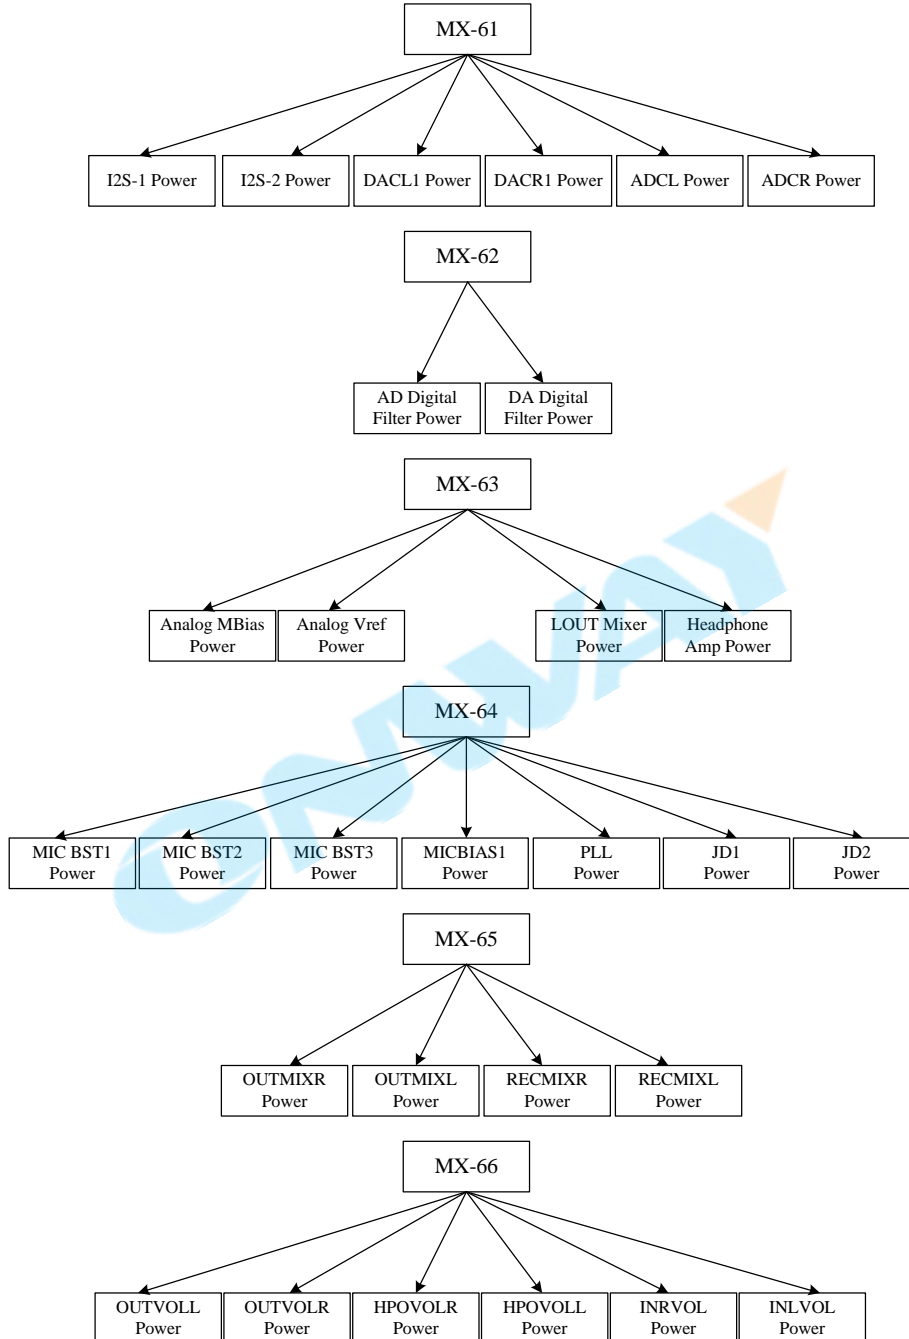 MX-61
I2S-1 Power
I2S-2 Power
DACL1 Power
DACR1 Power
ADCL Power
ADCR Power
MX-62
AD Digital
Filter Power
DA Digital
Filter Power
MX-63
Analog MBias
Power
Analog Vref
Power
LOUT Mixer
Power
Headphone
Amp Power
MX-64
MIC BST1
Power
MIC BST2
Power
MIC BST3
Power
MICBIAS1
Power
PLL
Power
JD1
Power
JD2
Power
MX-65
OUTMIXR
Power
OUTMIXL
Power
RECMIXR
Power
RECMIXL
Power
MX-66
OUTVOLL
Power
OUTVOLR
Power
HPOVOLR
Power
HPOVOLL
Power
INRVOL
Power
INLVOL
Power
ONWAY